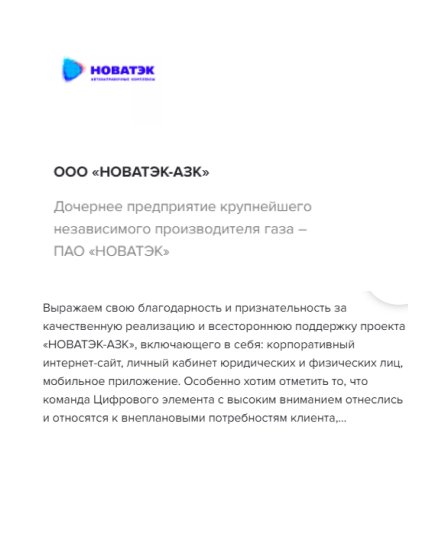 НОВАТЭК
АВТОЗАПРАВОЧНЫЕ КОМПЛЕКСЫ
ООО «НОВАТЭК-АЗК»
Дочернее предприятие крупнейшего
независимого производителя газа –
ПАО «НОВАТЭК»
Выражаем свою благодарность и признательность за
качественную реализацию и всестороннюю поддержку проекта
«НОВАТЭК-АЗК», включающего в себя: корпоративный
интернет-сайт, личный кабинет юридических и физических лиц,
мобильное приложение. Особенно хотим отметить то, что
команда Цифрового элемента с высоким вниманием отнеслись
и относятся к внеплановыми потребностям клиента,...